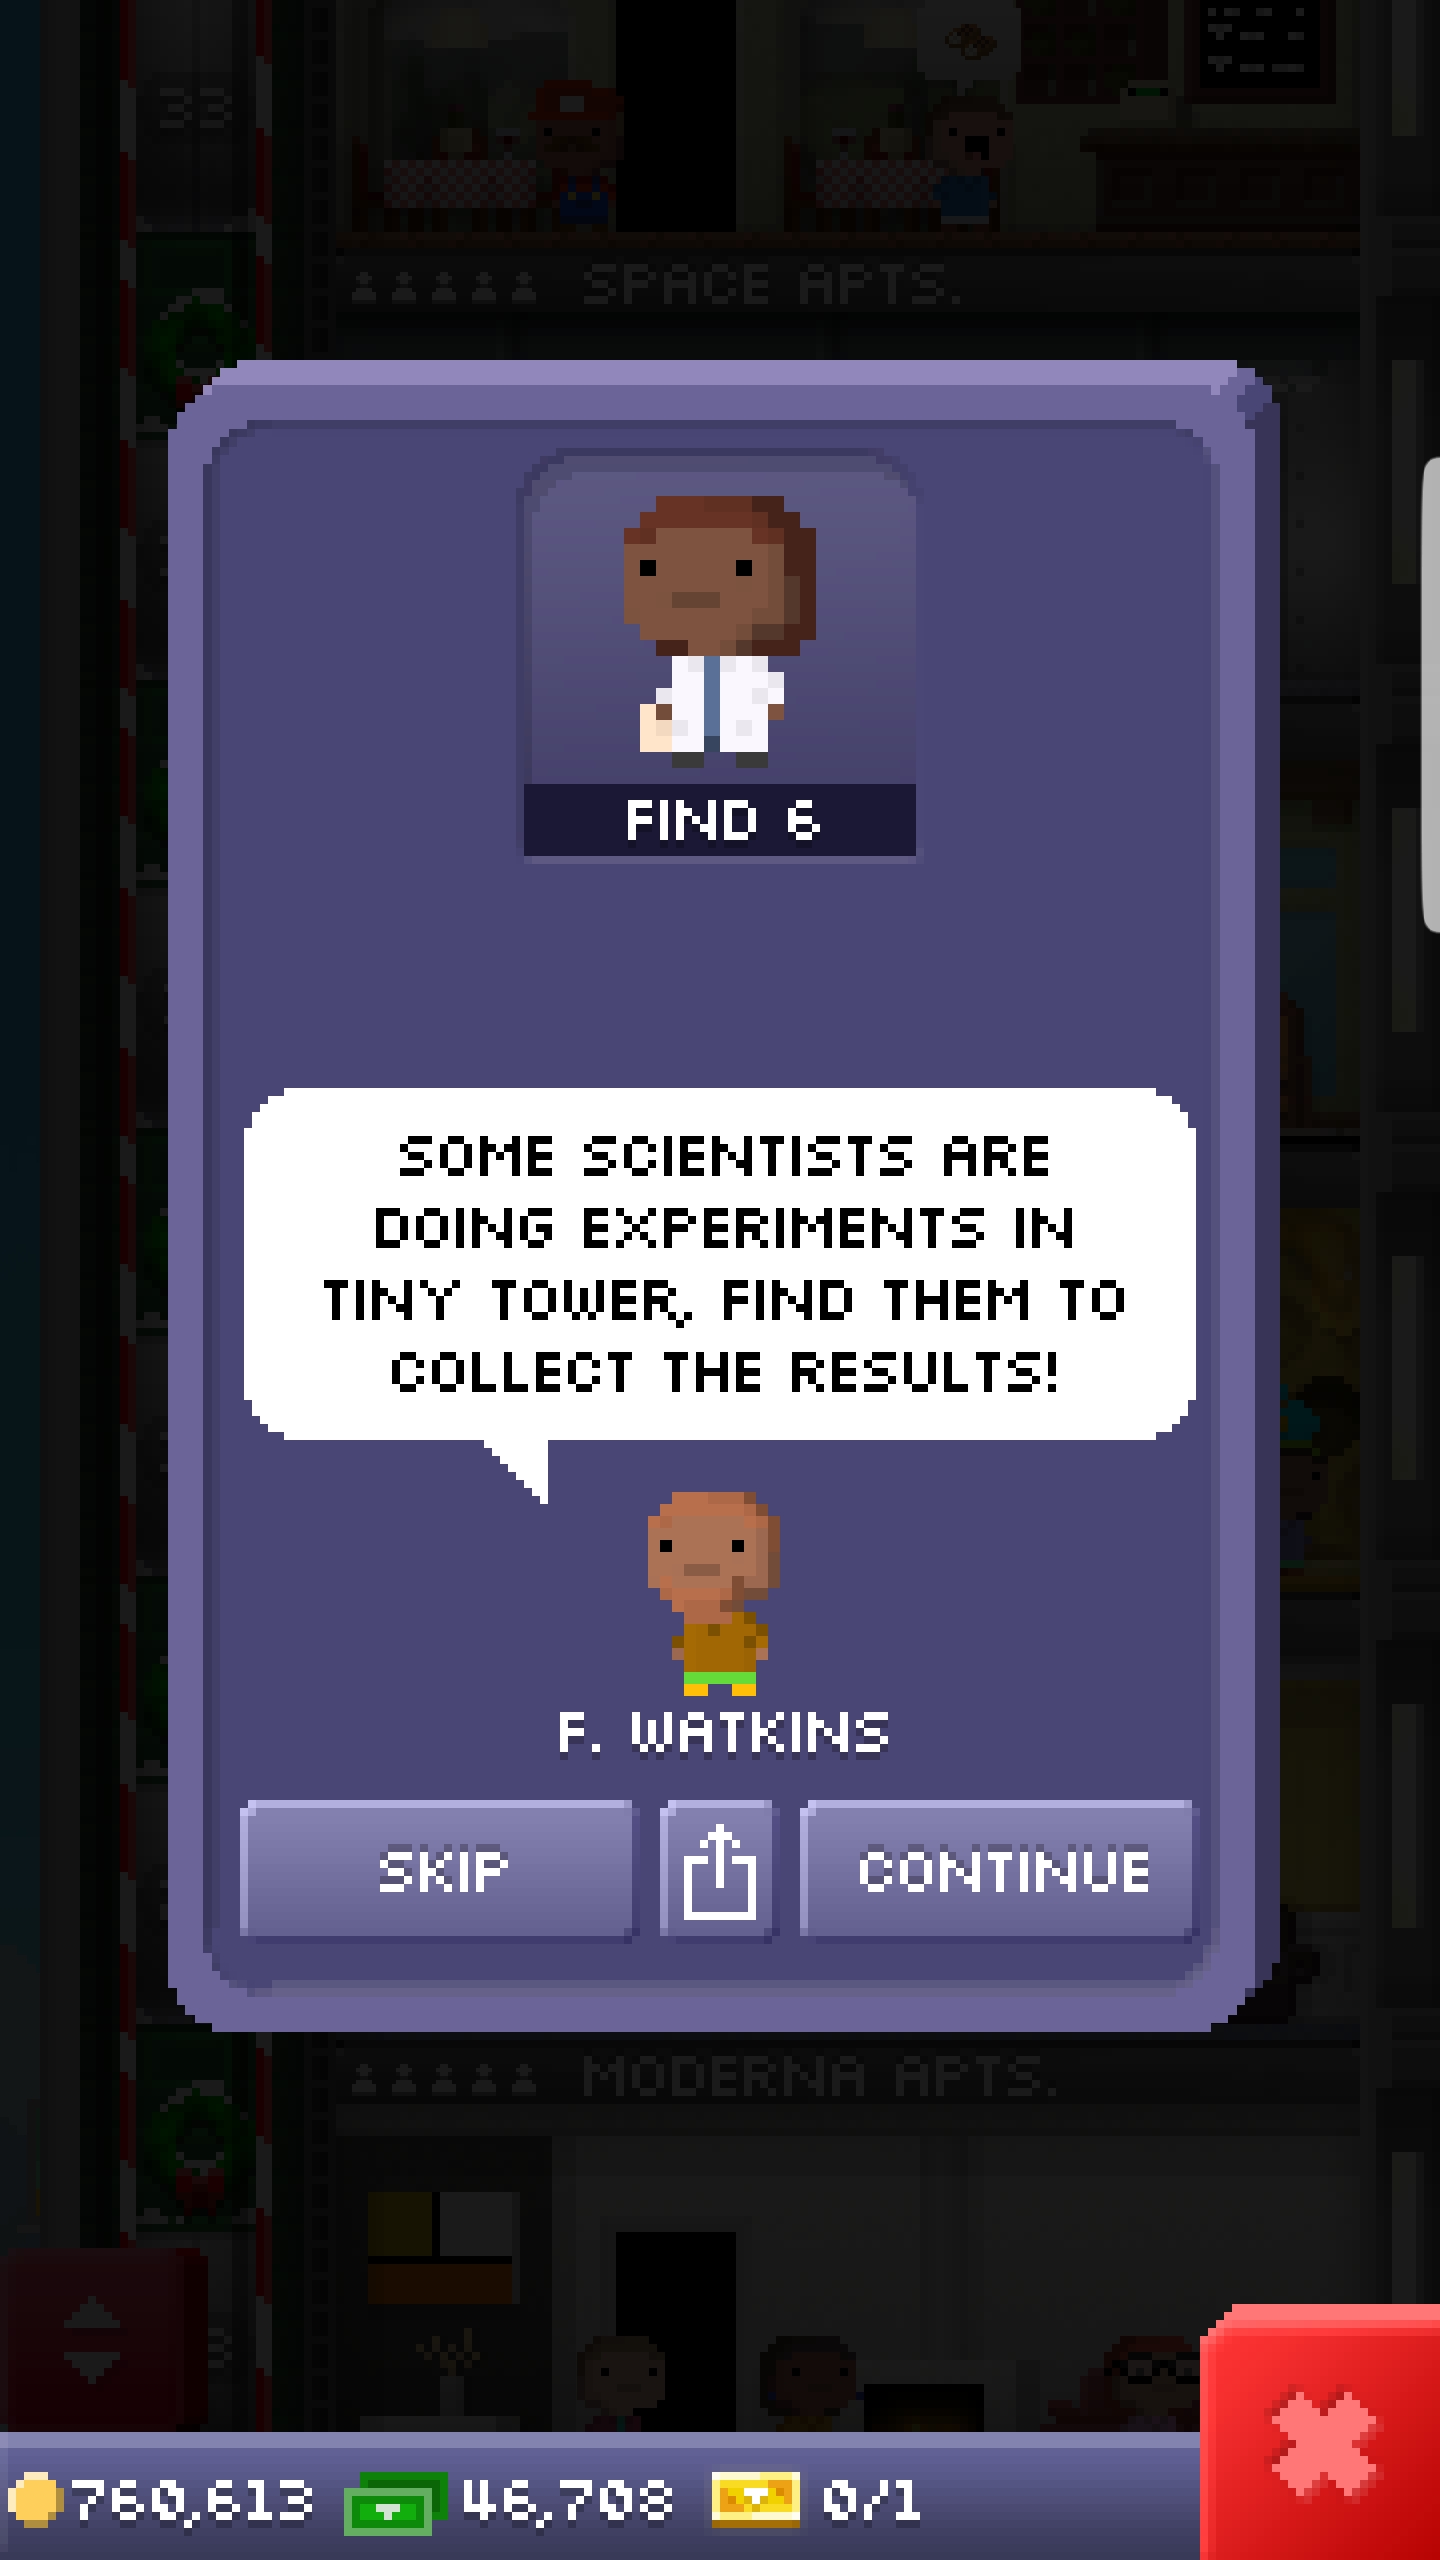 33
SPACE APTS.
FIND 6
SOME SCIENTISTS ARE
DOING EXPERIMENTS IN
TINY TOWER, FIND THEM TO
COLLECT THE RESULTS!
F. WATKINS
SKIP
CONTINUE
MODERNA APTS.
760,613 46,708 0/1